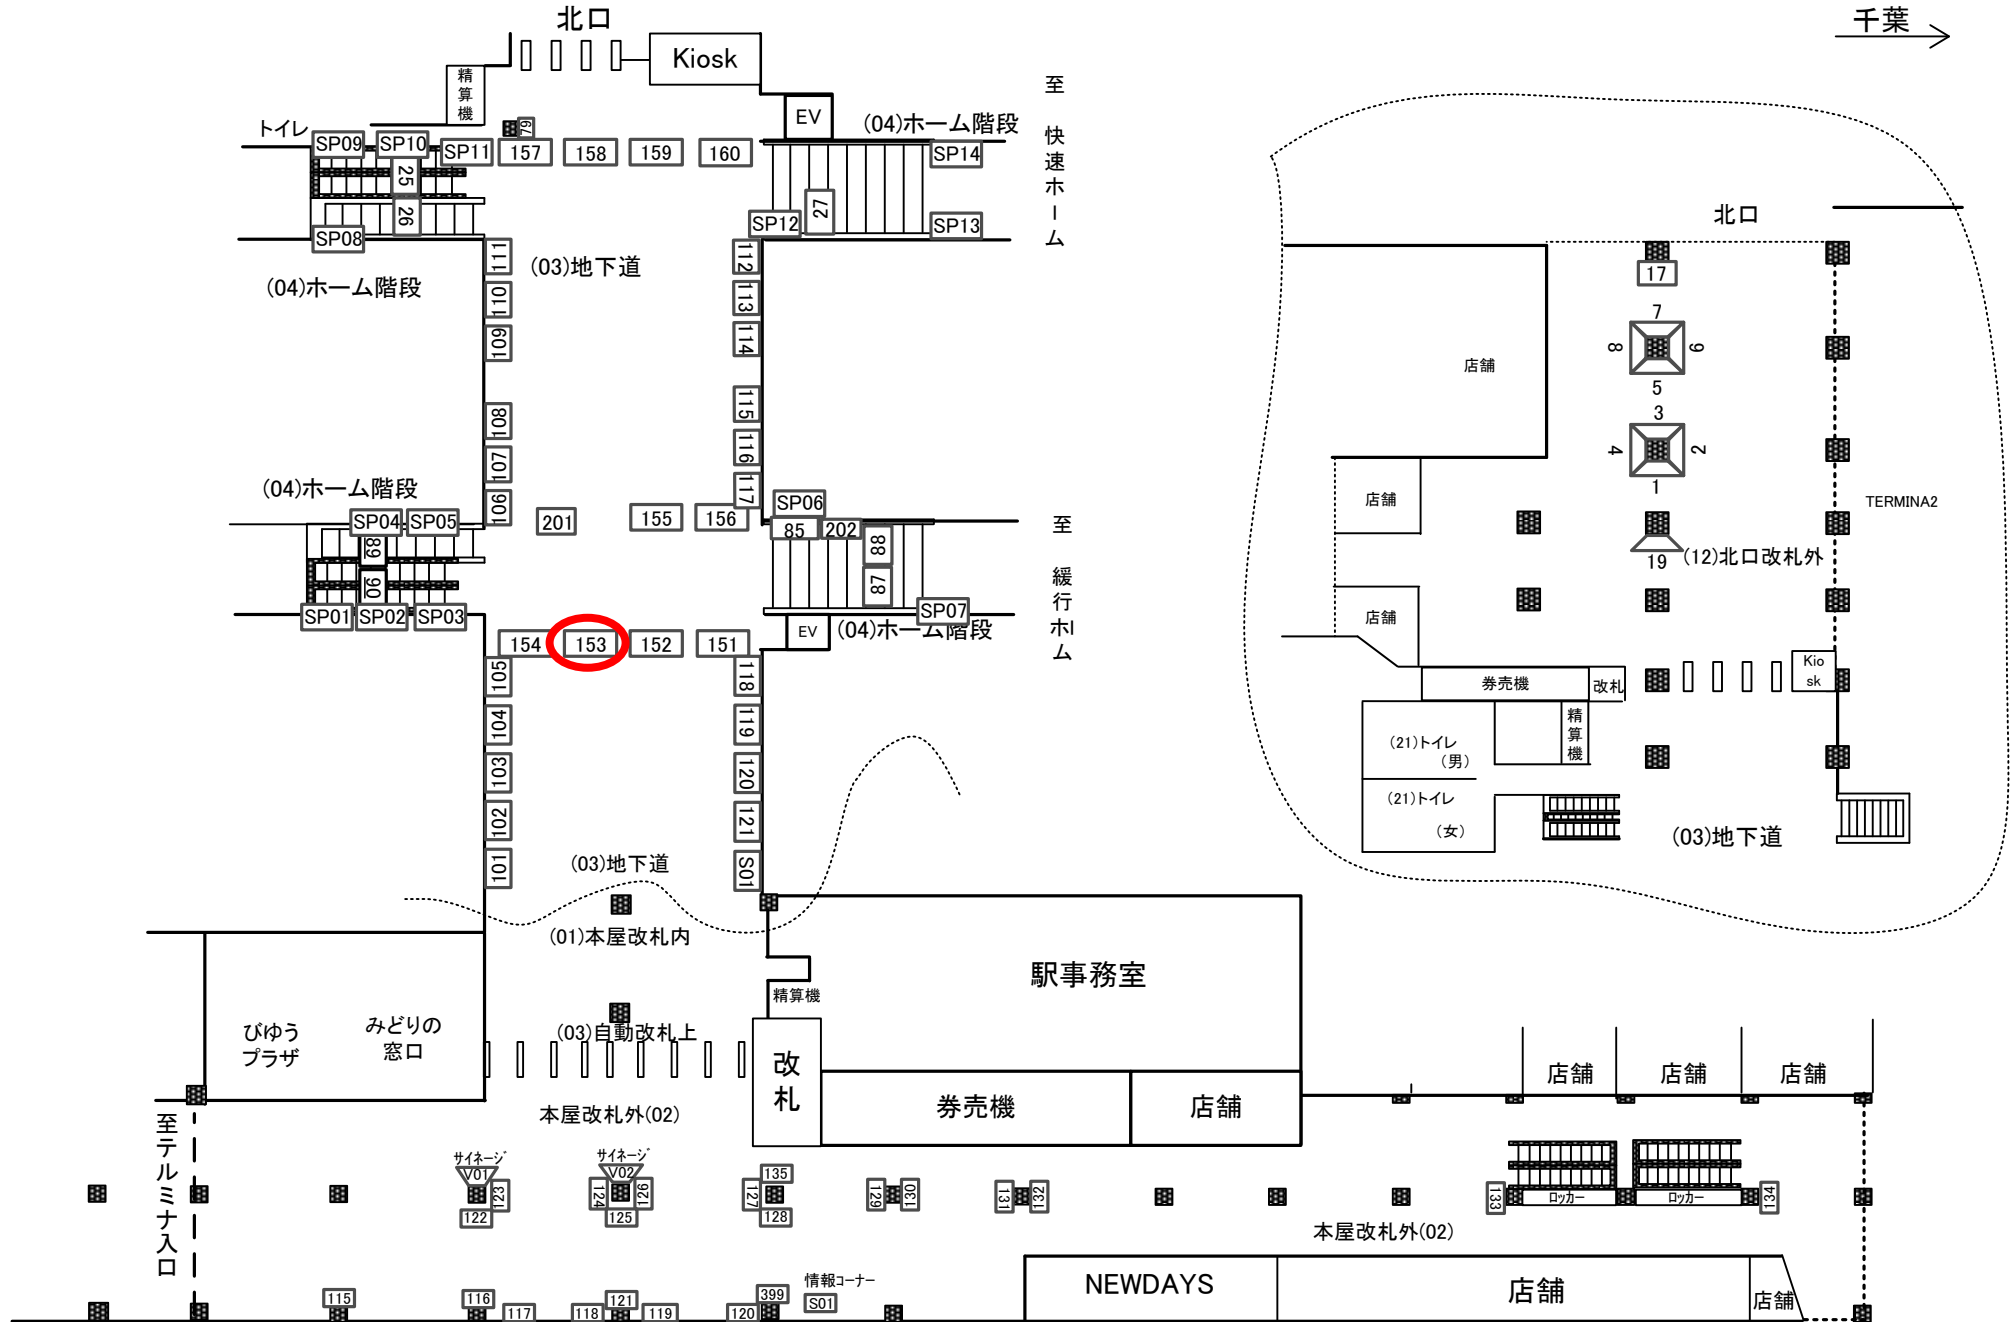 北口
千葉
Kiosk
精算機
EV
トイレ
79
(04)ホーム階段
至 快速ホーム
SP09
SP10
SP11
157
158
159
160
SP14
25
26
27
SP12
SP13
SP08
(03)地下道
(04)ホーム階段
111
110
109
108
107
106
112
113
114
115
116
117
(04)ホーム階段
SP04
SP05
201
155
156
SP06
85
202
88
87
89
90
SP01
SP02
SP03
SP07
至 緩行ホーム
EV
(04)ホーム階段
154
153
152
151
105
104
103
102
101
118
119
120
121
S01
(03)地下道
(01)本屋改札内
精算機
駅事務室
びゆう
プラザ
みどりの
窓口
(03)自動改札上
改札
券売機
店舗
本屋改札外(02)
至テルミナ入口
サイネージ
V01
123
122
サイネージ
V02
124
126
125
135
127
128
129
130
131
132
133
ロッカー
ロッカー
134
店舗
店舗
店舗
本屋改札外(02)
115
116
117
118
121
119
120
399
情報コーナー
S01
NEWDAYS
店舗
店舗
北口
17
7
8
6
5
3
4
2
1
19
(12)北口改札外
TERMINA2
店舗
店舗
店舗
券売機
改札
精算機
Kio
sk
(21)トイレ
(男)
(21)トイレ
(女)
(03)地下道